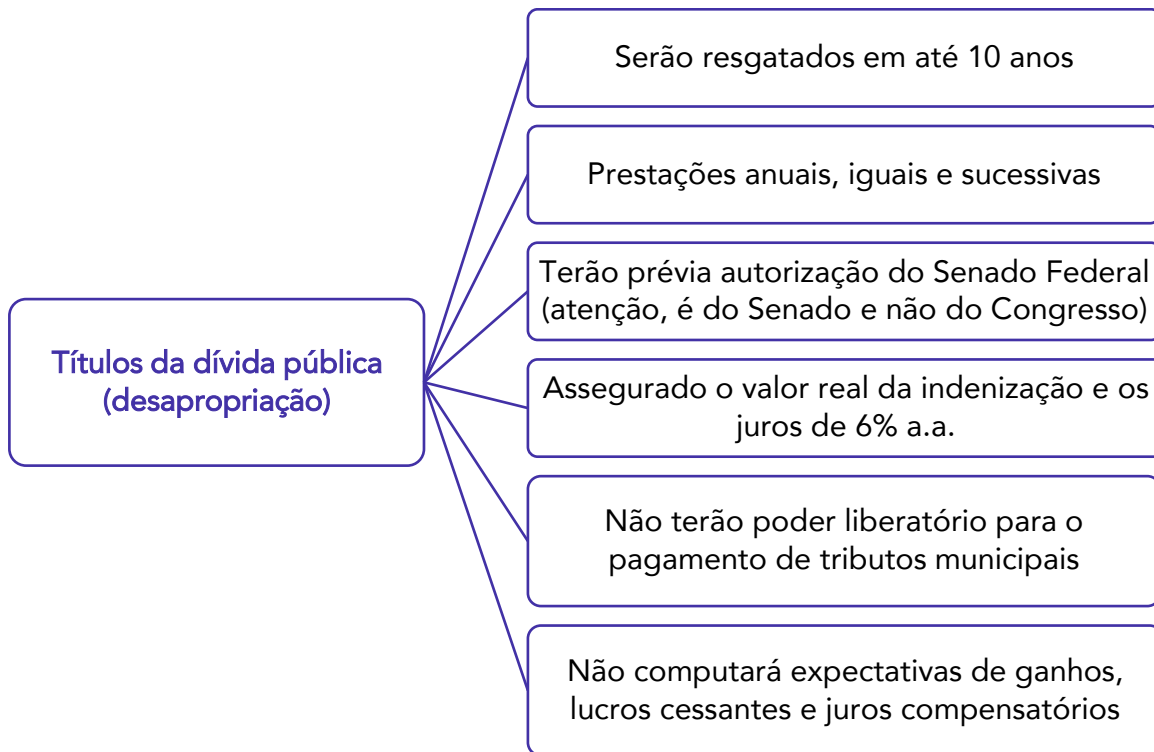 Títulos da dívida pública
(desapropriação)
Serão resgatados em até 10 anos
Prestações anuais, iguais e sucessivas
Terão prévia autorização do Senado Federal
(atenção, é do Senado e não do Congresso)
Assegurado o valor real da indenização e os
juros de 6% a.a.
Não terão poder liberatório para o
pagamento de tributos municipais
Não computará expectativas de ganhos,
lucros cessantes e juros compensatórios